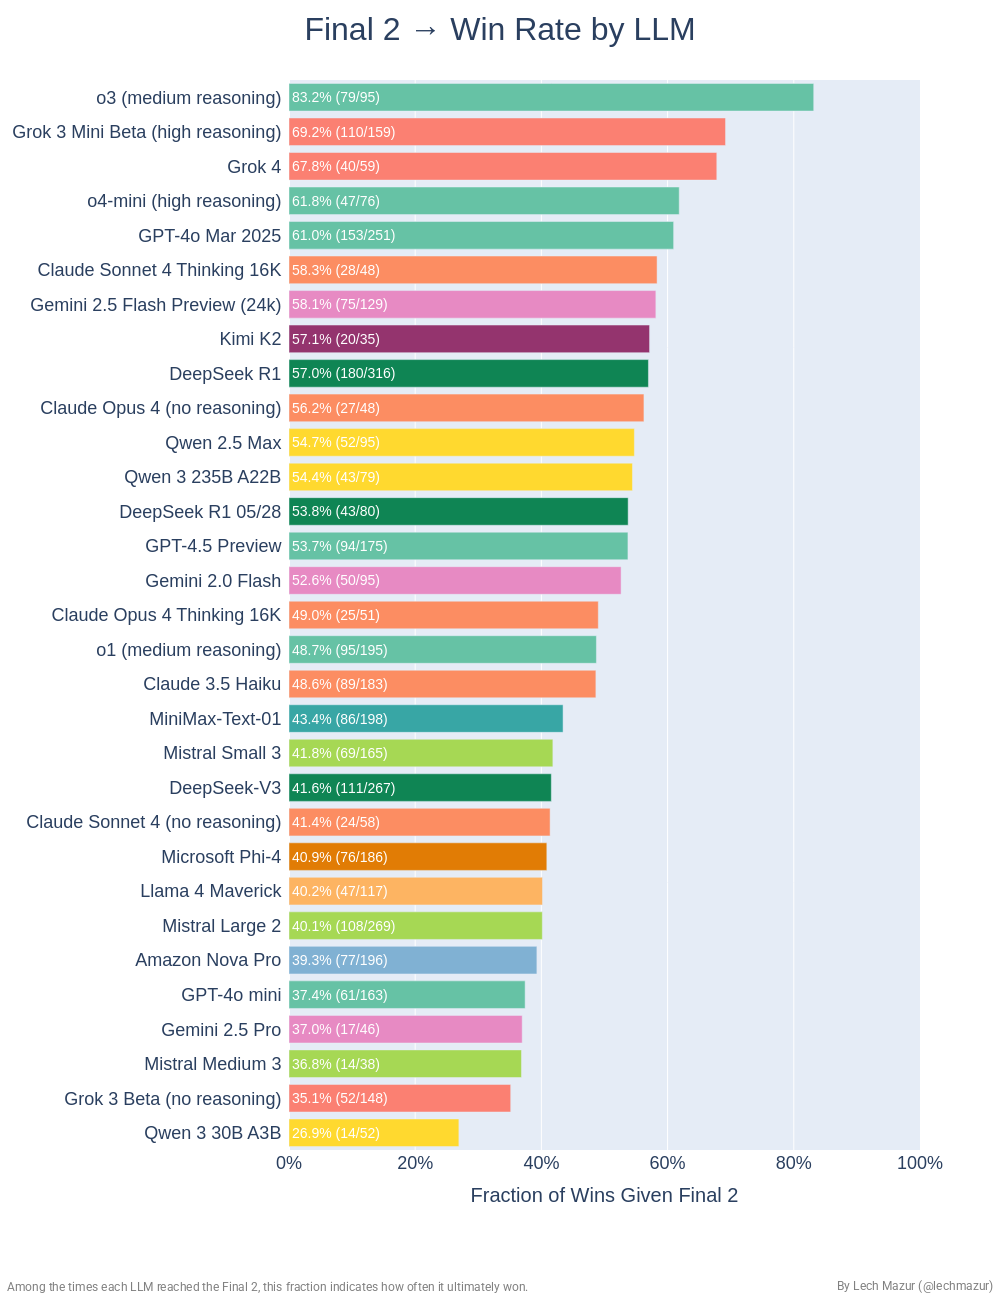 Final 2 → Win Rate by LLM
o3 (medium reasoning) 83.2% (79/95)
Grok 3 Mini Beta (high reasoning) 69.2% (110/159)
Grok 4 67.8% (40/59)
o4-mini (high reasoning) 61.8% (47/76)
GPT-4o Mar 2025 61.0% (153/251)
Claude Sonnet 4 Thinking 16K 58.3% (28/48)
Gemini 2.5 Flash Preview (24k) 58.1% (75/129)
Kimi K2 57.1% (20/35)
DeepSeek R1 57.0% (180/316)
Claude Opus 4 (no reasoning) 56.2% (27/48)
Qwen 2.5 Max 54.7% (52/95)
Qwen 3 235B A22B 54.4% (43/79)
DeepSeek R1 05/28 53.8% (43/80)
GPT-4.5 Preview 53.7% (94/175)
Gemini 2.0 Flash 52.6% (50/95)
Claude Opus 4 Thinking 16K 49.0% (25/51)
o1 (medium reasoning) 48.7% (95/195)
Claude 3.5 Haiku 48.6% (89/183)
MiniMax-Text-01 43.4% (86/198)
Mistral Small 3 41.8% (69/165)
DeepSeek-V3 41.6% (111/267)
Claude Sonnet 4 (no reasoning) 41.4% (24/58)
Microsoft Phi-4 40.9% (76/186)
Llama 4 Maverick 40.2% (47/117)
Mistral Large 2 40.1% (108/269)
Amazon Nova Pro 39.3% (77/196)
GPT-4o mini 37.4% (61/163)
Gemini 2.5 Pro 37.0% (17/46)
Mistral Medium 3 36.8% (14/38)
Grok 3 Beta (no reasoning) 35.1% (52/148)
Qwen 3 30B A3B 26.9% (14/52)
0% 20% 40% 60% 80% 100%
Fraction of Wins Given Final 2
Among the times each LLM reached the Final 2, this fraction indicates how often it ultimately won.
By Lech Mazur (@lechmazur)